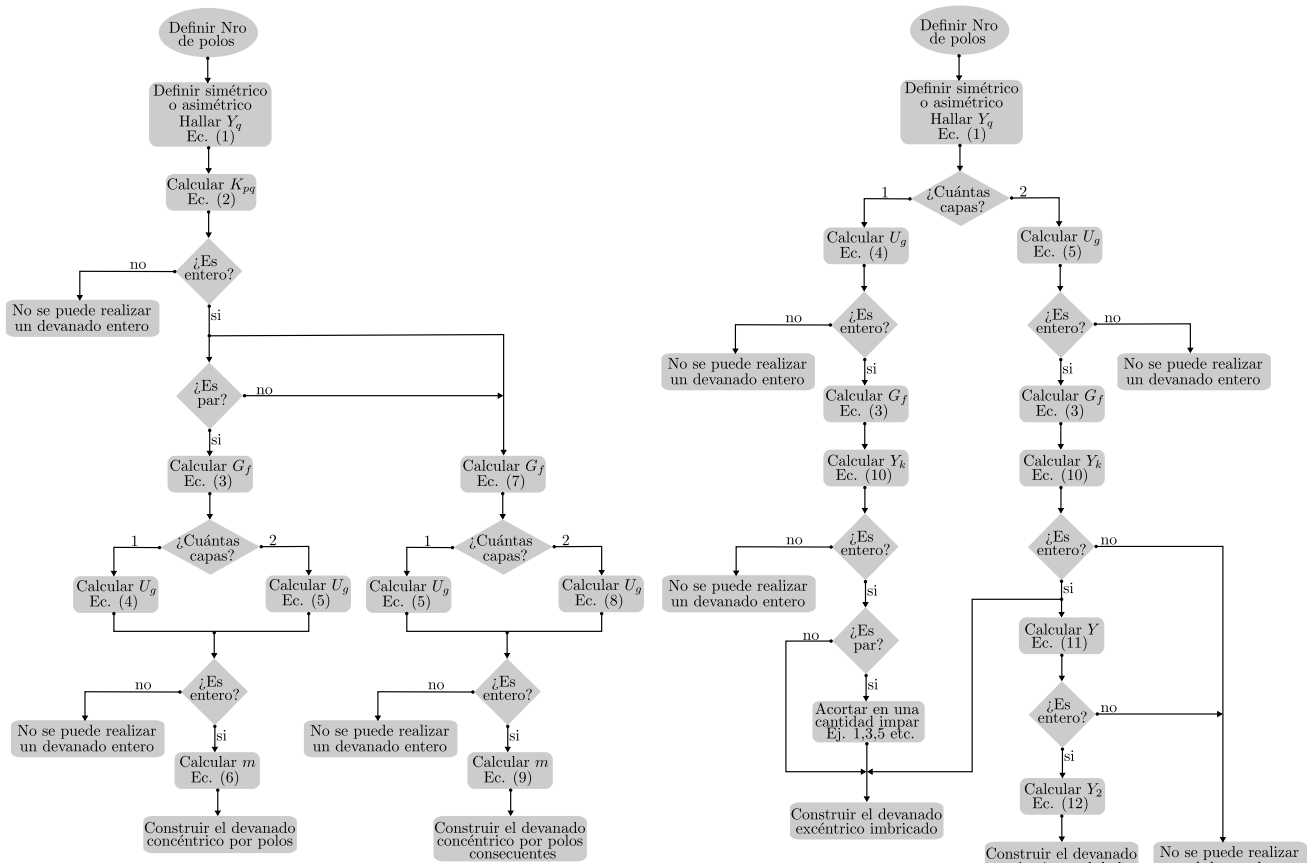 Definir Nro
de polos
Definir simétrico
o asimétrico
Hallar Y_q
Ec. (1)
Calcular K_pq
Ec. (2)
¿Es
entero?
no
No se puede realizar
un devanado entero
si
¿Es
par?
no
si
Calcular G_f
Ec. (3)
Calcular G_f
Ec. (7)
¿Cuántas
capas?
1
2
¿Cuántas
capas?
1
2
Calcular U_g
Ec. (4)
Calcular U_g
Ec. (5)
Calcular U_g
Ec. (5)
Calcular U_g
Ec. (8)
¿Es
entero?
no
No se puede realizar
un devanado entero
si
¿Es
entero?
no
No se puede realizar
un devanado entero
si
Calcular m
Ec. (6)
Calcular m
Ec. (9)
Construir el devanado
concéntrico por polos
Construir el devanado
concéntrico por polos
consecuentes
Definir Nro
de polos
Definir simétrico
o asimétrico
Hallar Y_q
Ec. (1)
¿Cuántas
capas?
1
2
Calcular U_g
Ec. (4)
Calcular U_g
Ec. (5)
¿Es
entero?
no
No se puede realizar
un devanado entero
si
¿Es
entero?
no
No se puede realizar
un devanado entero
si
Calcular G_f
Ec. (3)
Calcular G_f
Ec. (3)
Calcular Y_k
Ec. (10)
Calcular Y_k
Ec. (10)
¿Es
entero?
no
No se puede realizar
un devanado entero
si
¿Es
entero?
no
si
¿Es
par?
no
si
Acortar en una
cantidad impar
Ej. 1,3,5 etc.
Construir el devanado
excéntrico imbricado
Calcular Y
Ec. (11)
¿Es
entero?
no
si
Calcular Y_2
Ec. (12)
Construir el devanado
No se puede realizar